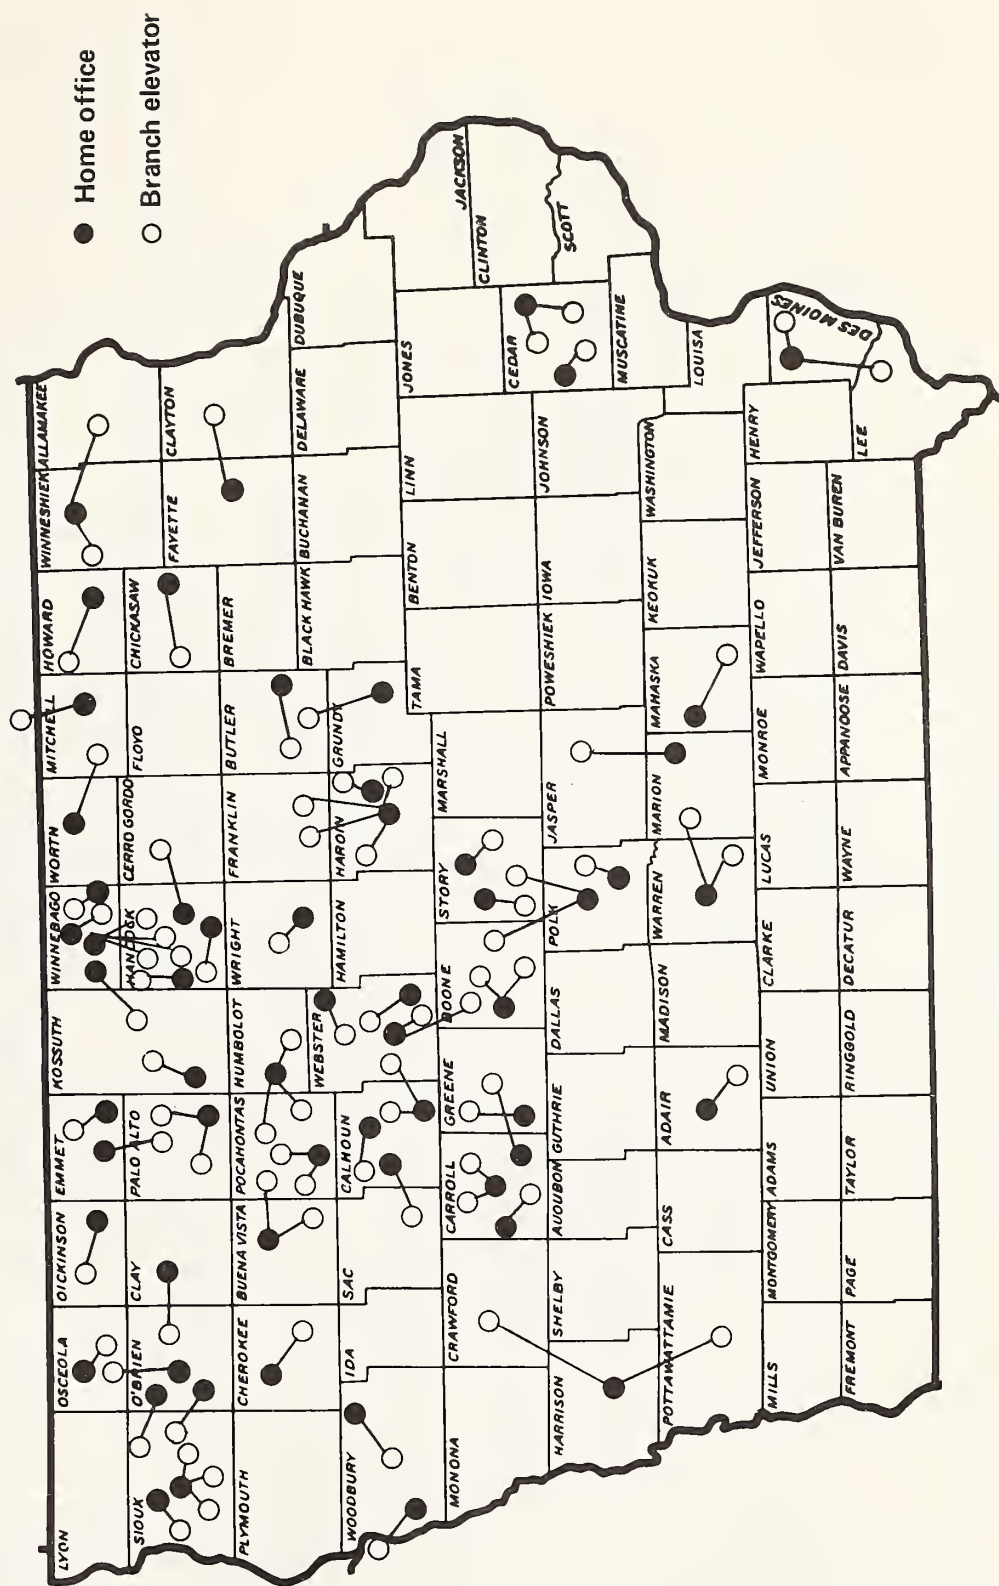 Home office
Branch elevator
LYON
OSCEOLA
OICKINSON
EMMET
KOSSUTH
WINNEBAGO
WORTH
MITCHELL
HOWARD
WINNESHIEK
ALLAMAKEE
SIOUX
O'BRIEN
CLAY
PALO ALTO
HANCOCK
CERRO GORDO
FLOYO
CHICKASAW
FAYETTE
CLAYTON
PLYMOUTH
CHEROKEE
BUENA VISTA
POCAHONTAS
HUMBOLOT
WRIGHT
FRANKLIN
BUTLER
BREMER
WOODBURY
IDA
SAC
CALHOUN
WEBSTER
HAMILTON
HARDIN
GRUNDY
BLACK HAWK
BUCHANAN
DELAWARE
DUBUQUE
MONONA
CRAWFORD
CARROLL
GREENE
BOONE
STORY
MARSHALL
TAMA
BENTON
LINN
JONES
JACKSON
HARRISON
SHELBY
AUOUBON
GUTHRIE
DALLAS
POLK
JASPER
POWESHIEK
IOWA
JOHNSON
CEDAR
CLINTON
SCOTT
POTTAWATTAMIE
CASS
ADAIR
MADISON
WARREN
MARION
MAHASKA
KEOKUK
WASHINGTON
MUSCATINE
LOUISA
MILLS
MONTGOMERY
ADAMS
UNION
CLARKE
LUCAS
MONROE
WAPELLO
JEFFERSON
HENRY
DES MOINES
FREMONT
PAGE
TAYLOR
RINGGOLD
DECATUR
WAYNE
APPANOOSE
DAVIS
VAN BUREN
LEE